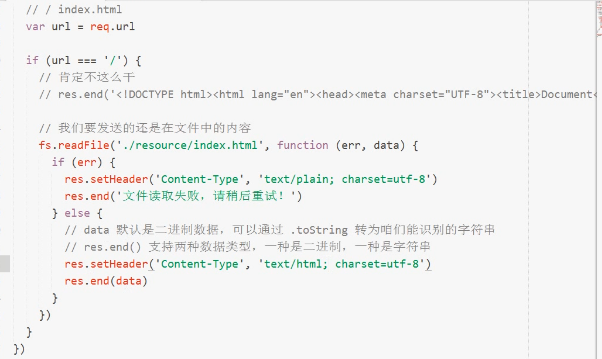 // / index.html
var url = req.url
if (url === '/') {
// 肯定不这么干
// res.end('<!DOCTYPE html><html lang="en"><head><meta charset="UTF-8"><title>Document<
// 我们要发送的还是在文件中的内容
fs.readFile('./resource/index.html', function (err, data) {
if (err) {
res.setHeader('Content-Type', 'text/plain; charset=utf-8')
res.end('文件读取失败，请稍后重试！')
} else {
// data 默认是二进制数据，可以通过 .toString 转为咱们能识别的字符串
// res.end() 支持两种数据类型，一种是二进制，一种是字符串
res.setHeader('Content-Type', 'text/html; charset=utf-8')
res.end(data)
}
})
}
})